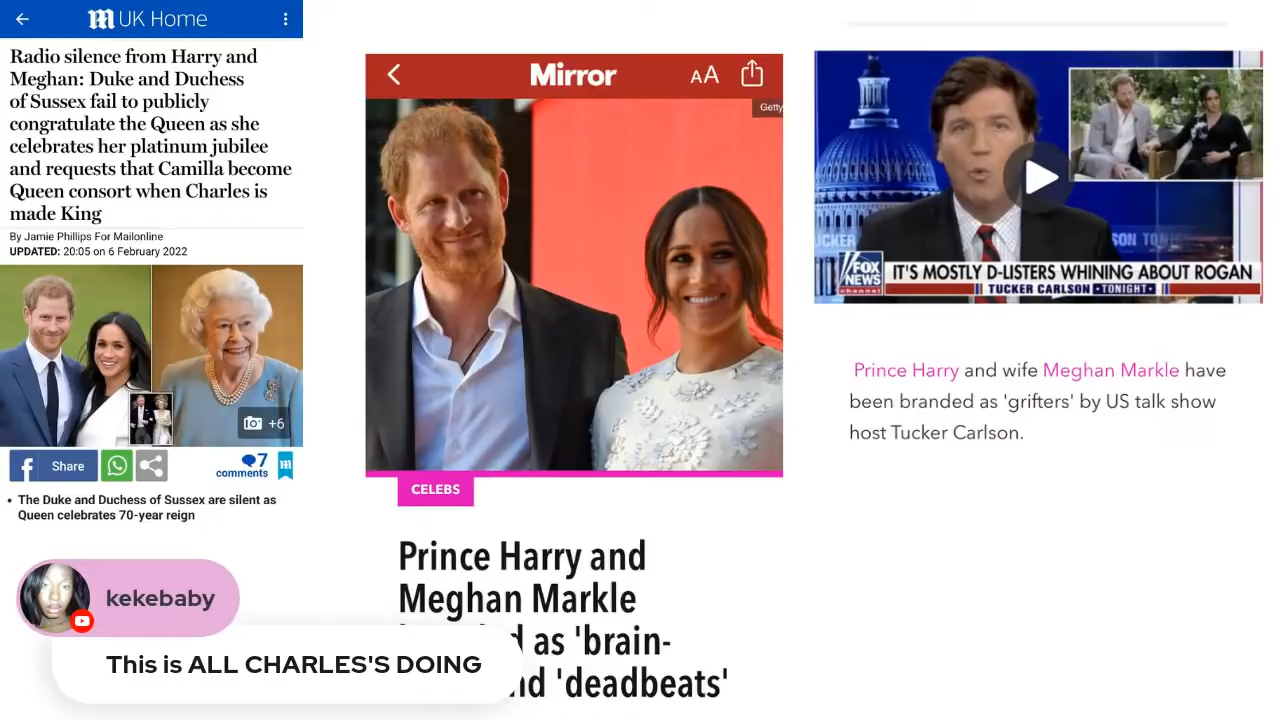 UK Home
Radio silence from Harry and
Meghan: Duke and Duchess
of Sussex fail to publicly
congratulate the Queen as she
celebrates her platinum jubilee
and requests that Camilla become
Queen consort when Charles is
made King
By Jamie Phillips For Mailonline
UPDATED: 20:05 on 6 February 2022
+6
Share
7
comments
• The Duke and Duchess of Sussex are silent as
Queen celebrates 70-year reign
kekebaby
This is ALL CHARLES'S DOING
Mirror
AA
Getty
CELEBS
Prince Harry and
Meghan Markle
as 'brain-
'deadbeats'
FOX
NEWS
channel
IT'S MOSTLY D-LISTERS WHINING ABOUT ROGAN
TUCKER CARLSON • TONIGHT •
Prince Harry and wife Meghan Markle have
been branded as 'grifters' by US talk show
host Tucker Carlson.